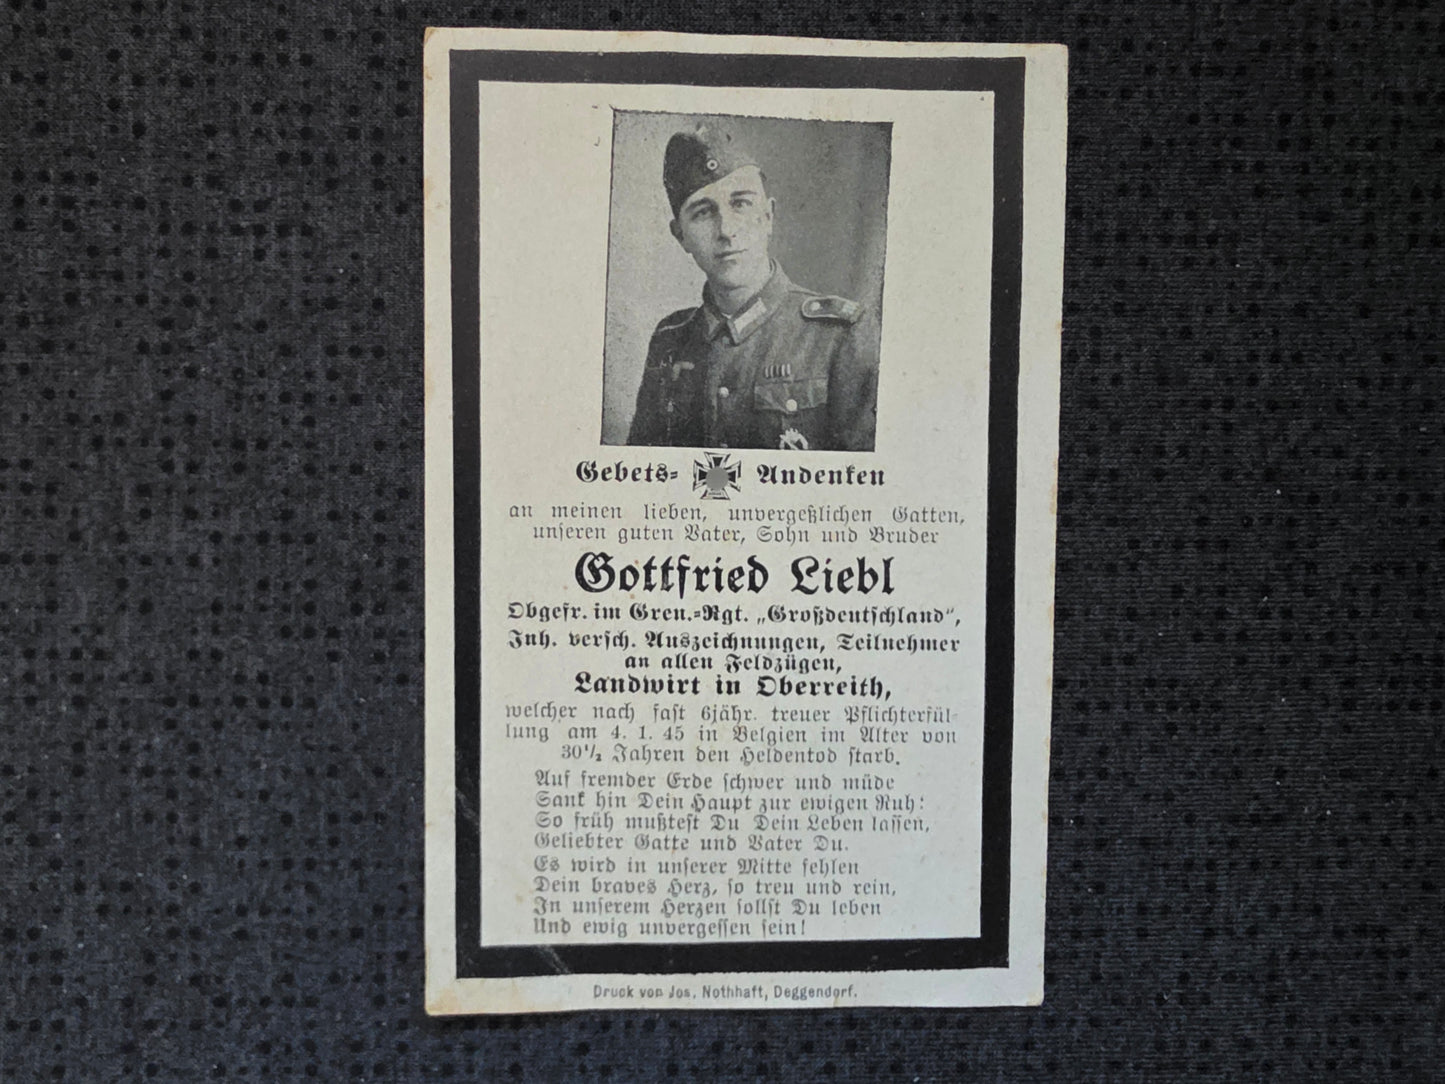 Gebets- Andenken
an meinen lieben, unvergeßlichen Gatten,
unseren guten Vater, Sohn und Bruder
Gottfried Liebl
Obgefr. im Gren.-Rgt. „Großdeutschland“,
Inh. versch. Auszeichnungen, Teilnehmer
an allen Feldzügen,
Landwirt in Oberreith,
welcher nach fast 6jähr. treuer Pflichterfül-
lung am 4. 1. 45 in Belgien im Alter von
30½ Jahren den Heldentod starb.
Auf fremder Erde schwer und müde
Sank hin Dein Haupt zur ewigen Ruh:
So früh mußtest Du Dein Leben lassen,
Geliebter Gatte und Vater Du.
Es wird in unserer Mitte fehlen
Dein braves Herz, so treu und rein,
In unserem Herzen sollst Du leben
Und ewig unvergessen sein!
Druck von Jos. Nothhaft, Deggendorf.